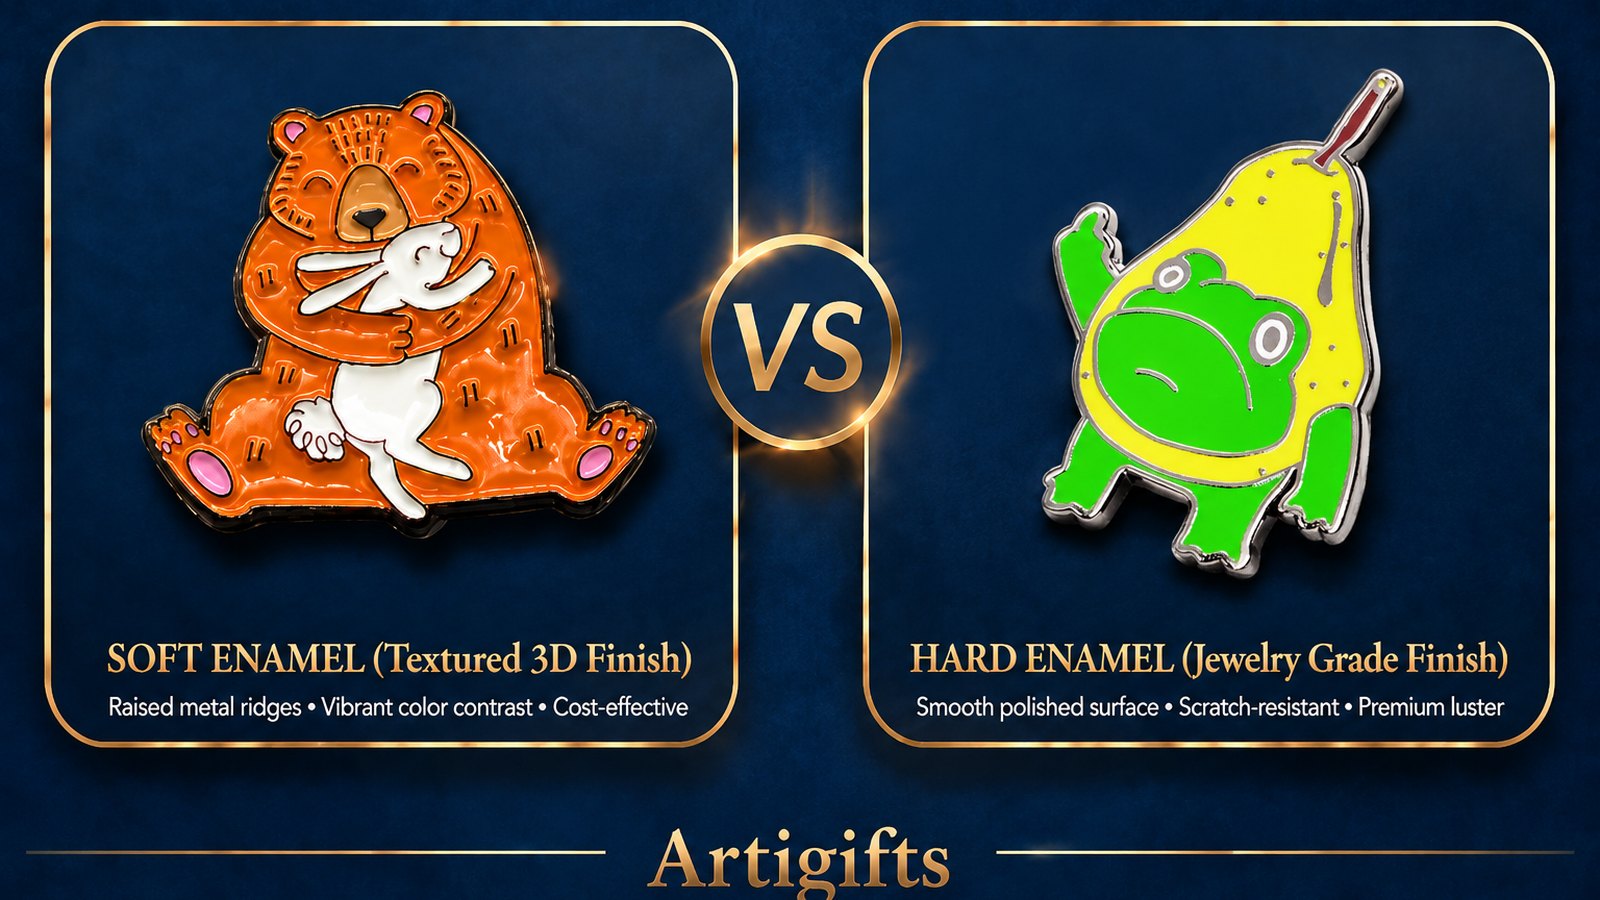 VS
SOFT ENAMEL (Textured 3D Finish)
Raised metal ridges • Vibrant color contrast • Cost-effective
HARD ENAMEL (Jewelry Grade Finish)
Smooth polished surface • Scratch-resistant • Premium luster
Artigifts